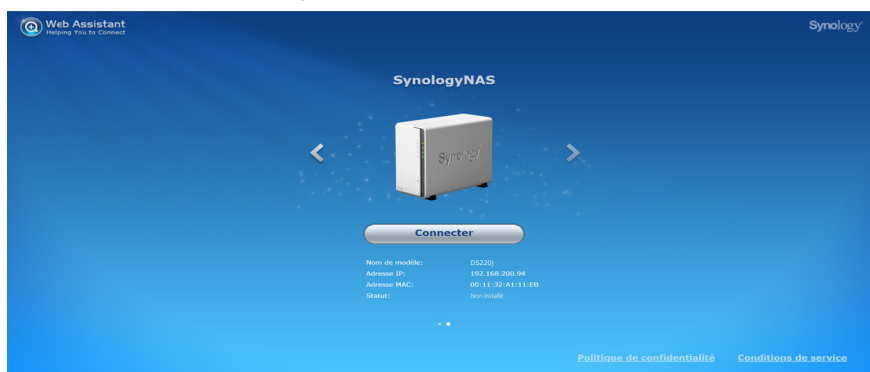 Web Assistant
Helping You to Connect
Synology
SynologyNAS
Synology
Connecter
Nom de modèle: DS220j
Adresse IP: 192.168.200.94
Adresse MAC: 00:11:32:A1:11:EB
Statut: Non installé
Politique de confidentialité Conditions de service